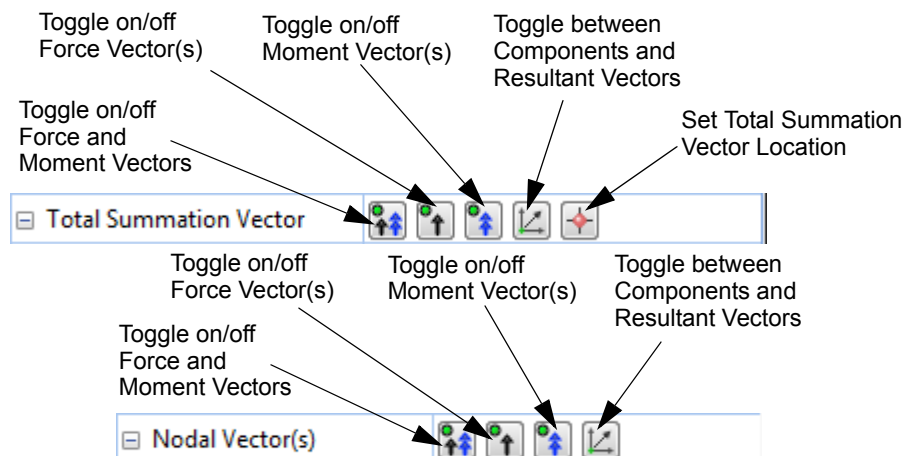 Toggle on/off
Force Vector(s)
Toggle on/off
Moment Vector(s)
Toggle between
Components and
Resultant Vectors
Toggle on/off
Force and
Moment Vectors
Set Total Summation
Vector Location
Total Summation Vector
Toggle on/off
Force Vector(s)
Toggle on/off
Moment Vector(s)
Toggle between
Components and
Resultant Vectors
Toggle on/off
Force and
Moment Vectors
Nodal Vector(s)